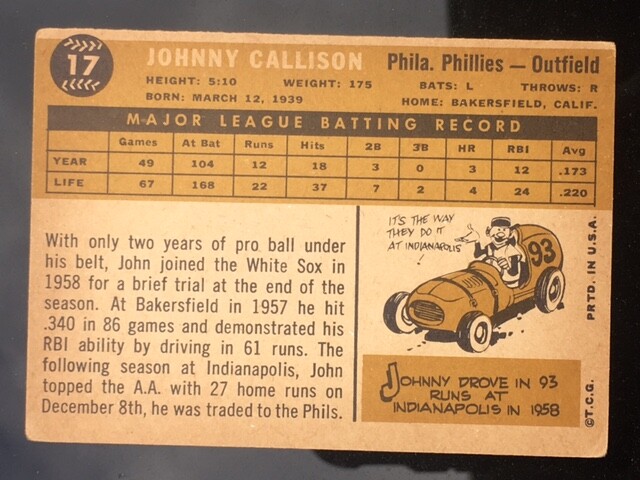 17
JOHNNY CALLISON Phila. Phillies — Outfield
HEIGHT: 5:10 WEIGHT: 175 BATS: L THROWS: R
BORN: MARCH 12, 1939 HOME: BAKERSFIELD, CALIF.
MAJOR LEAGUE BATTING RECORD
Games At Bat Runs Hits 2B 3B HR RBI Avg
YEAR 49 104 12 18 3 0 3 12 .173
LIFE 67 168 22 37 7 2 4 24 .220
With only two years of pro ball under
his belt, John joined the White Sox in
1958 for a brief trial at the end of the
season. At Bakersfield in 1957 he hit
.340 in 86 games and demonstrated his
RBI ability by driving in 61 runs. The
following season at Indianapolis, John
topped the A.A. with 27 home runs on
December 8th, he was traded to the Phils.
IT'S THE WAY
THEY DO IT
AT INDIANAPOLIS
!
93
JOHNNY DROVE IN 93
RUNS AT
INDIANAPOLIS IN 1958
©T.C.G. PRTD. IN U.S.A.